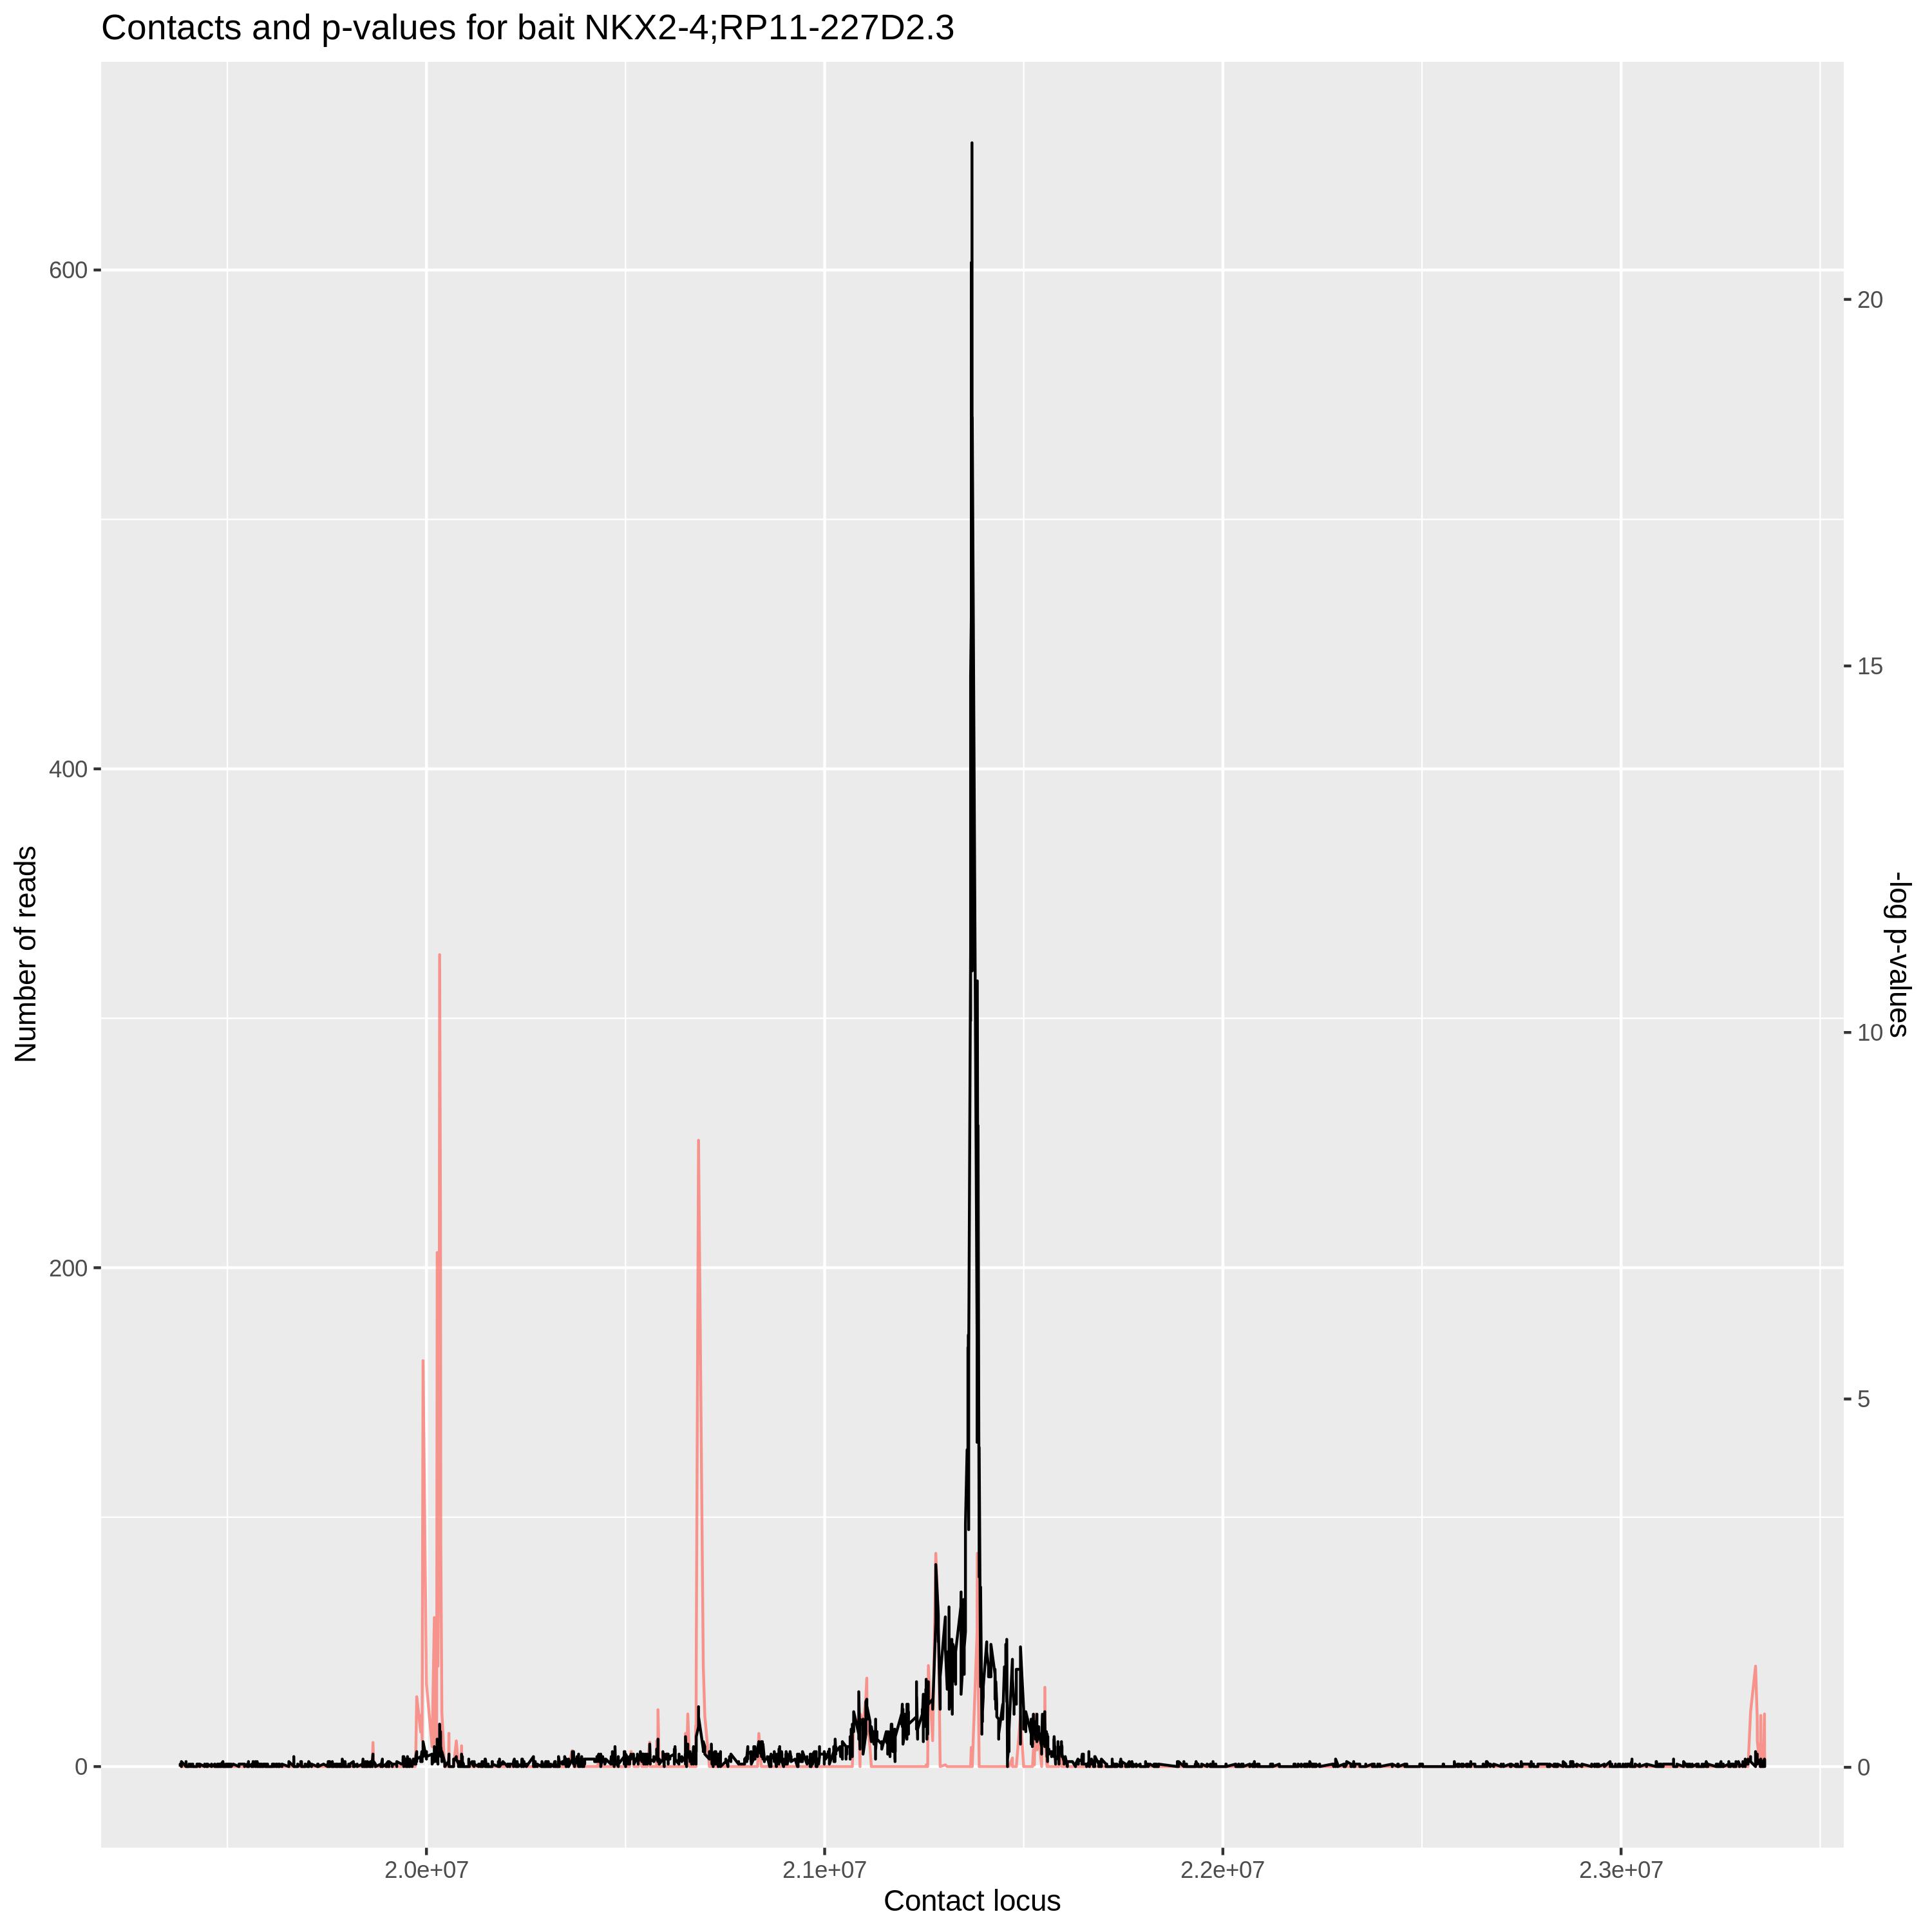 Contacts and p-values for bait NKX2-4;RP11-227D2.3
600
400
200
0
Number of reads
20
15
10
5
0
-log p-values
2.0e+07
2.1e+07
2.2e+07
2.3e+07
Contact locus